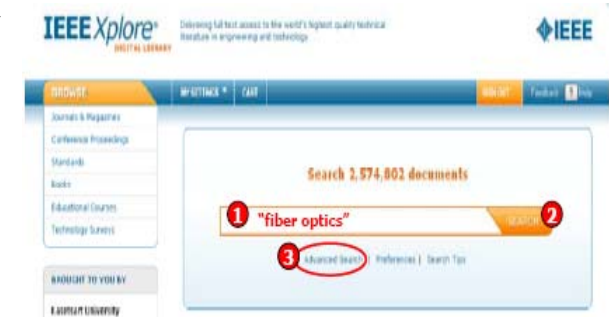 IEEE Xplore®
DIGITAL LIBRARY
Delivering full text access to the world's highest quality technical
literature in engineering and technology
IEEE
BROWSE
MY SETTINGS
CART
SIGN OUT
Feedback
Help
Journals & Magazines
Conference Proceedings
Standards
Books
Educational Courses
Technology Surveys
Search 2,574,802 documents
1 "fiber optics"
SEARCH 2
3 Advanced Search | Preferences | Search Tips
BROUGHT TO YOU BY
Kasetsart University